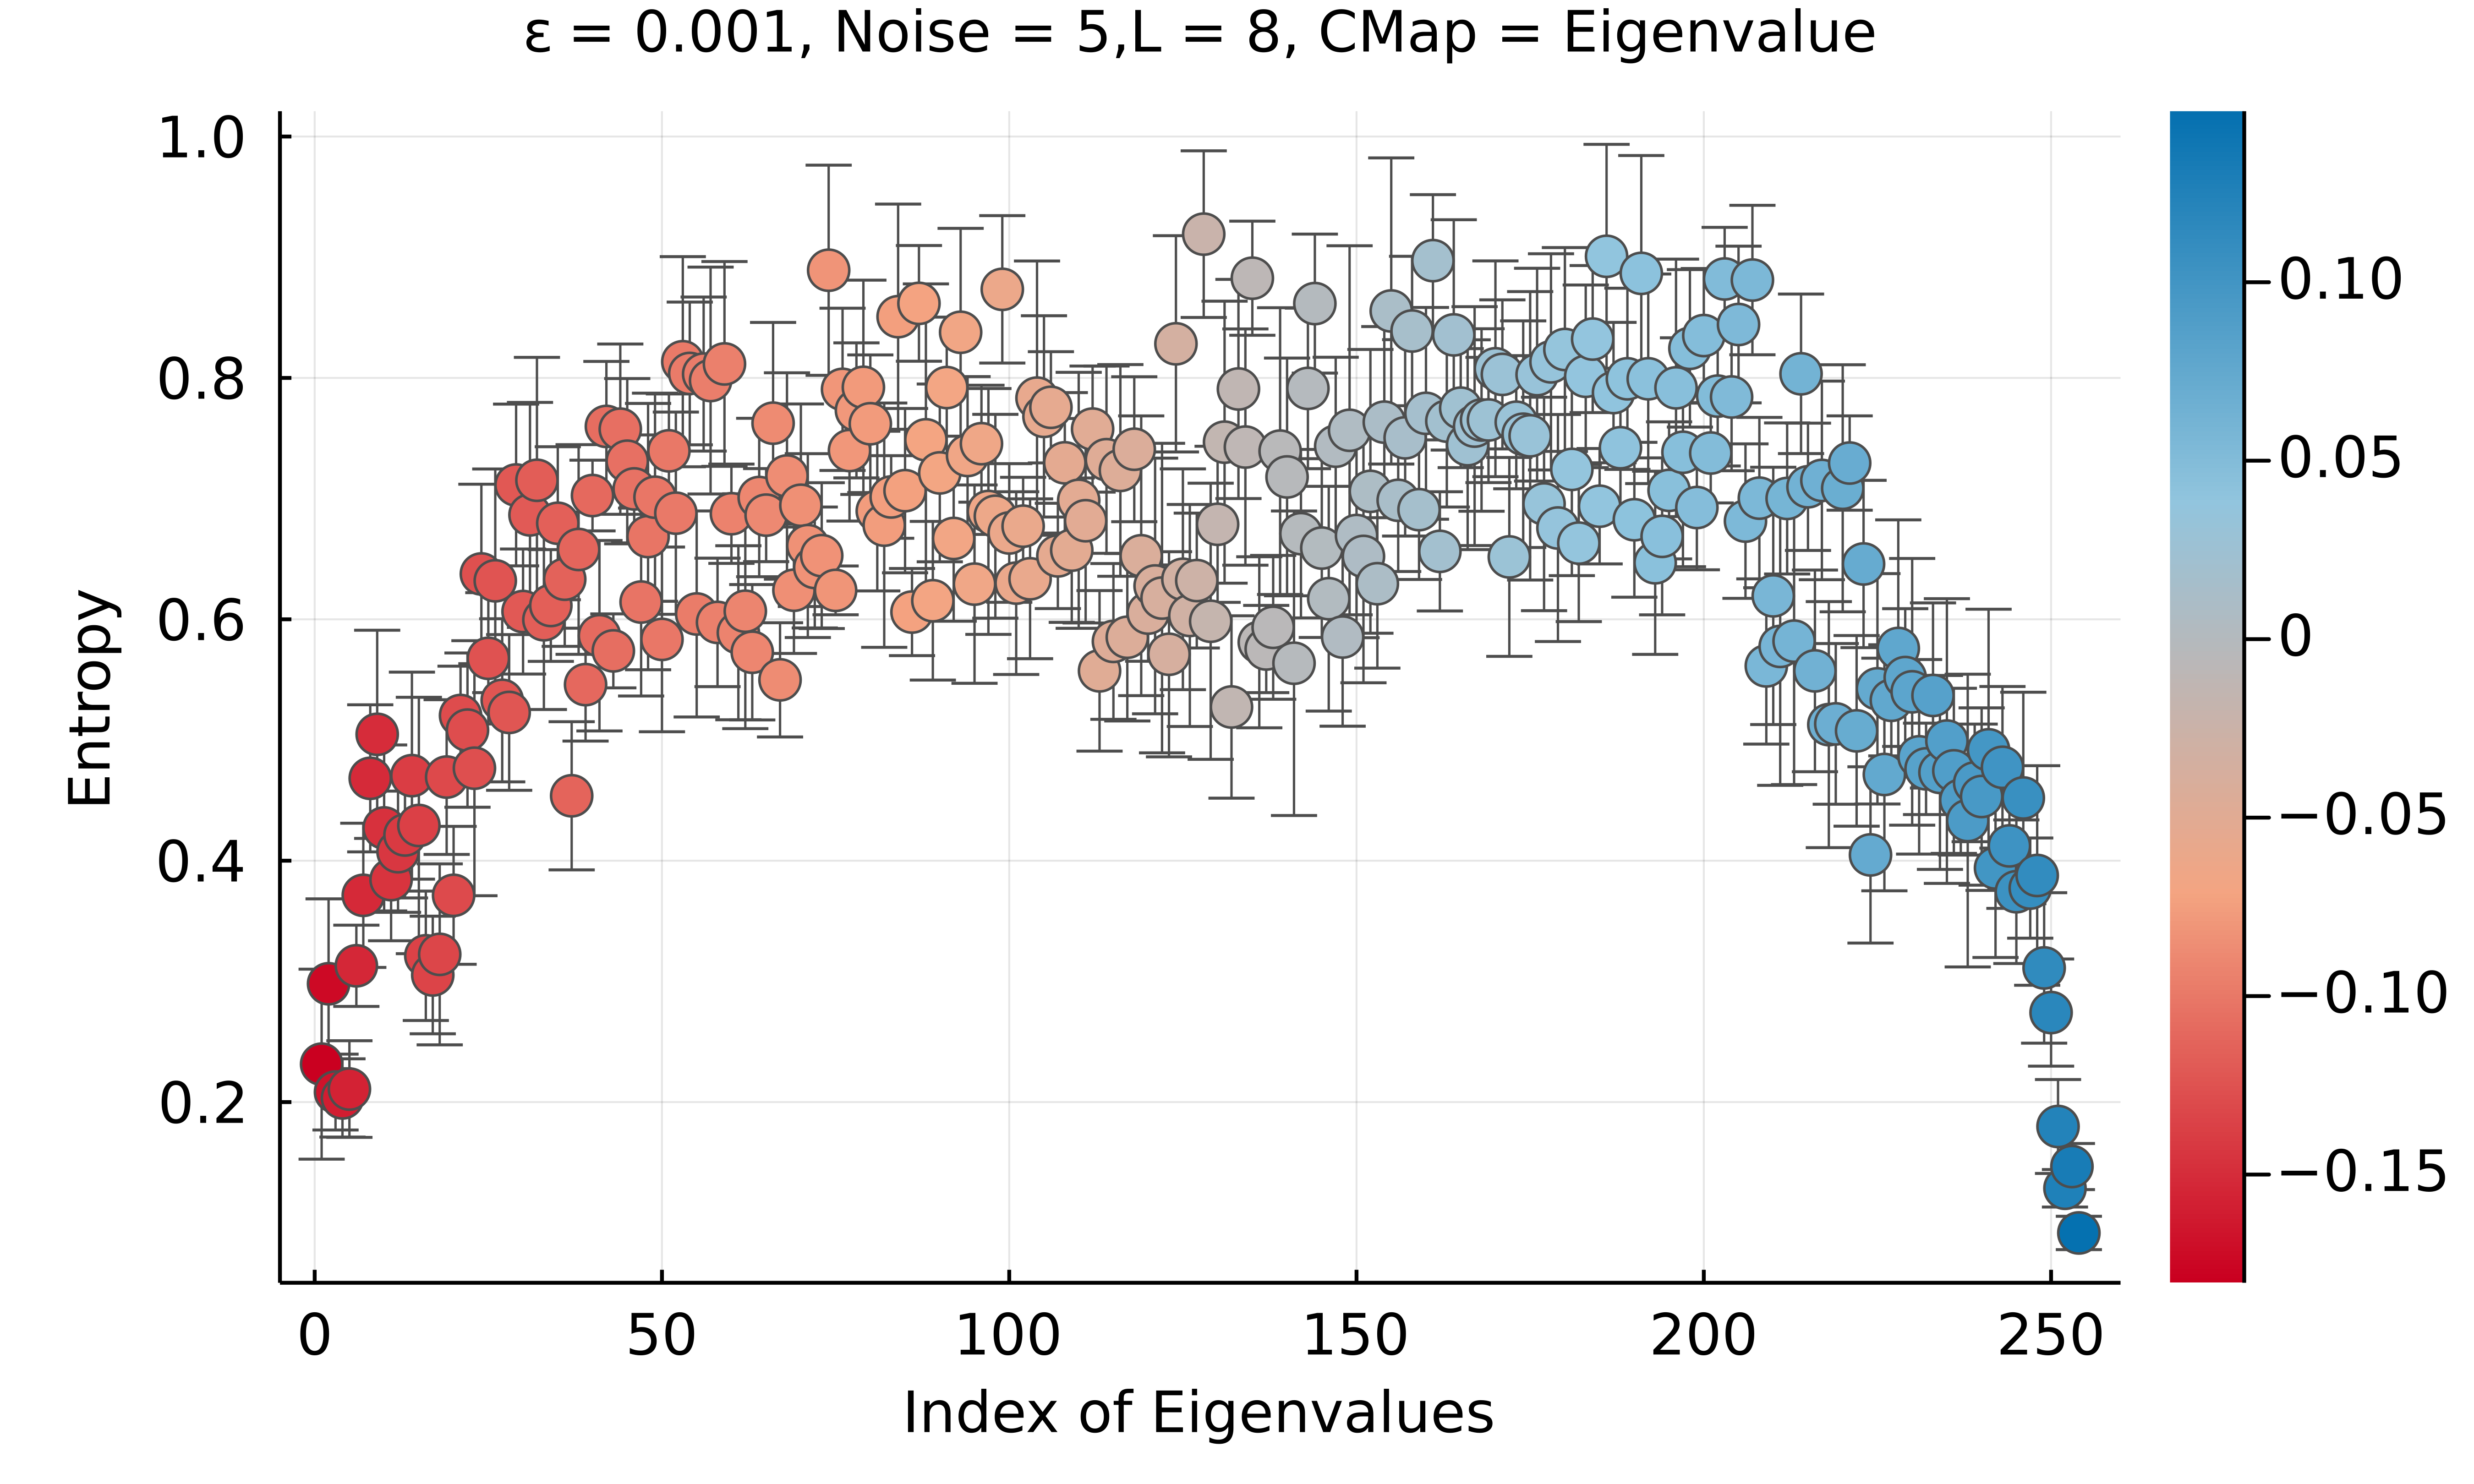 ε = 0.001, Noise = 5,L = 8, CMap = Eigenvalue
1.0
0.8
0.6
0.4
0.2
Entropy
0 50 100 150 200 250
Index of Eigenvalues
0.10
0.05
0
−0.05
−0.10
−0.15